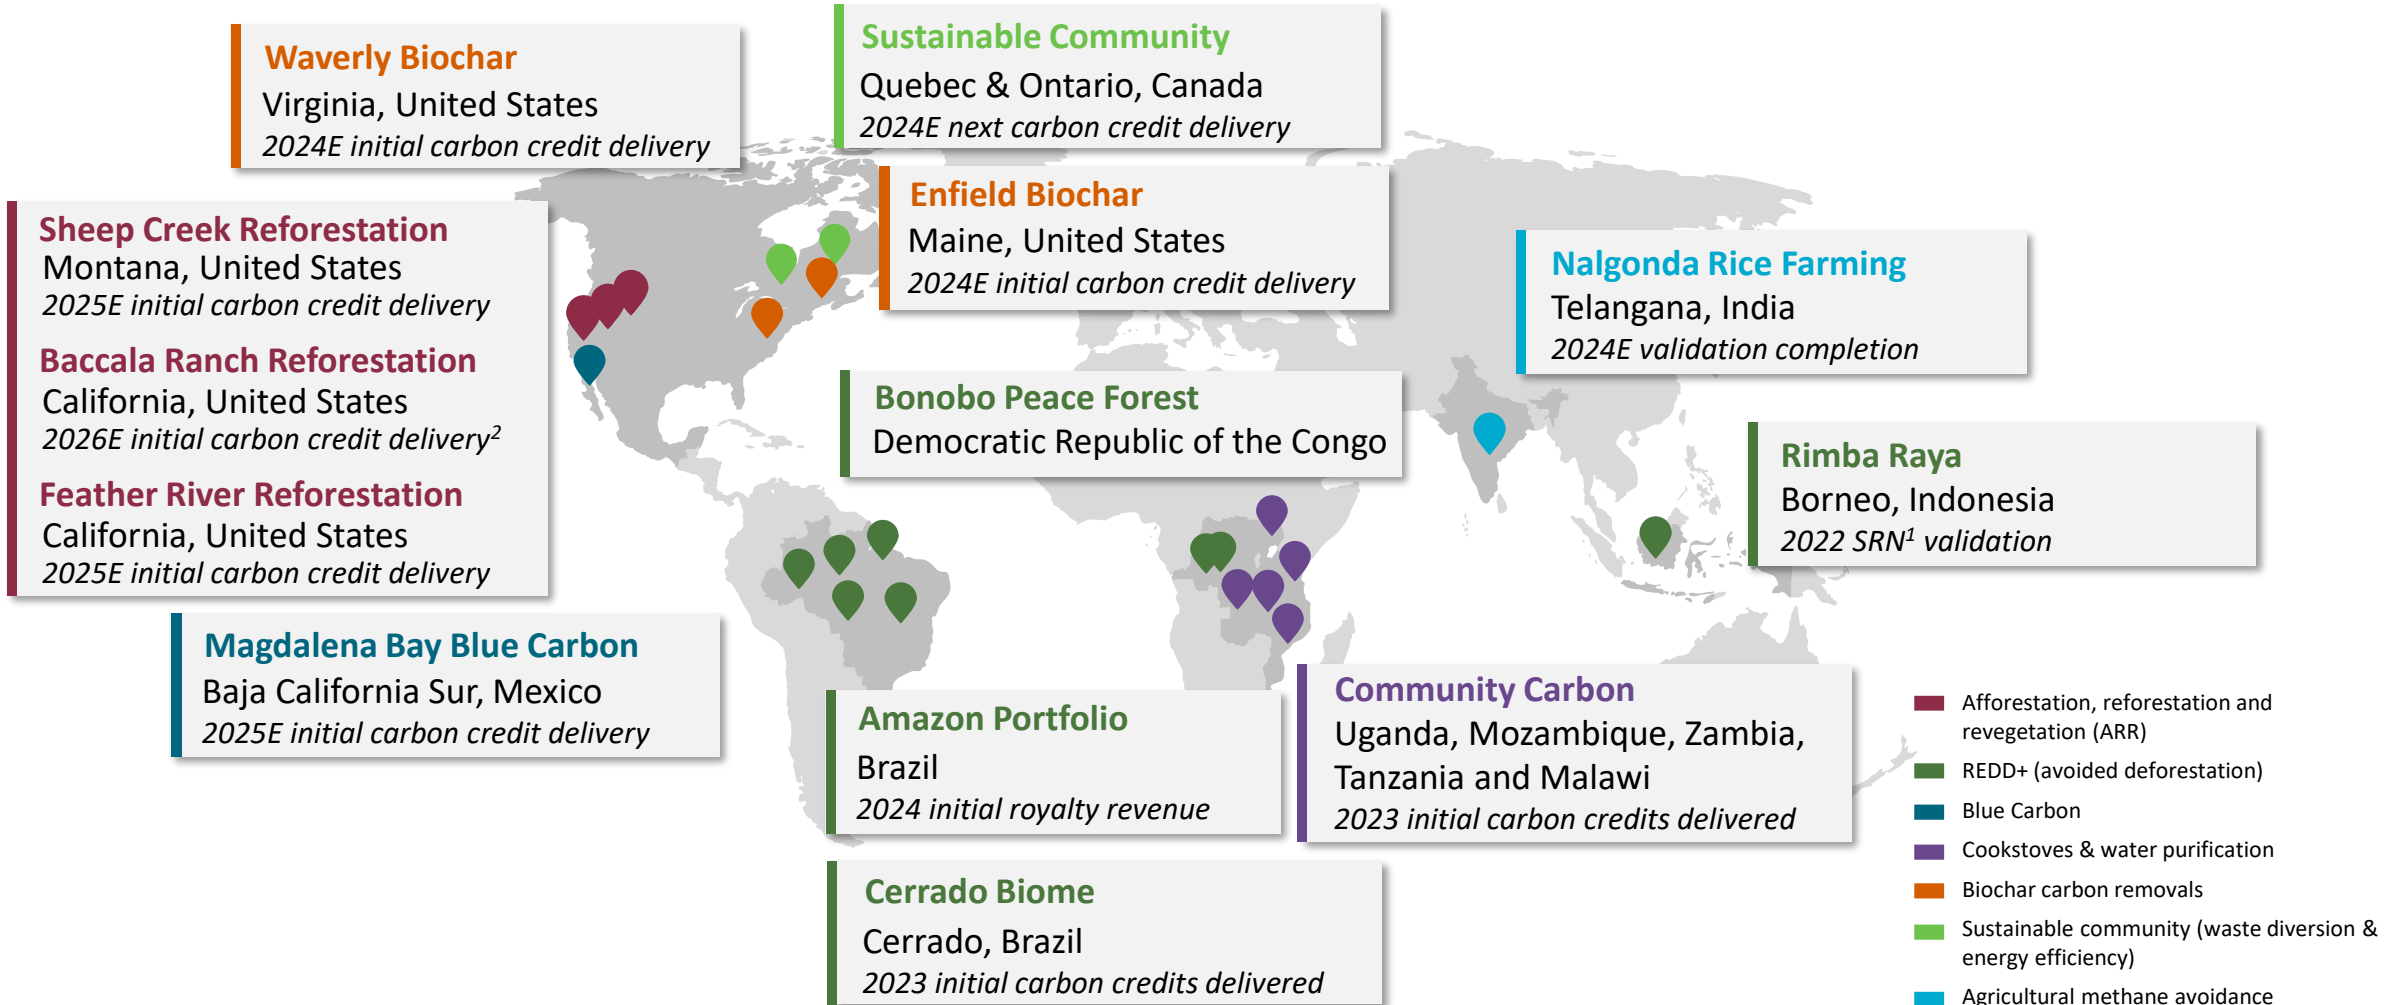 Waverly Biochar
Virginia, United States
2024E initial carbon credit delivery
Sustainable Community
Quebec & Ontario, Canada
2024E next carbon credit delivery
Enfield Biochar
Maine, United States
2024E initial carbon credit delivery
Sheep Creek Reforestation
Montana, United States
2025E initial carbon credit delivery
Baccala Ranch Reforestation
California, United States
2026E initial carbon credit delivery²
Feather River Reforestation
California, United States
2025E initial carbon credit delivery
Nalgonda Rice Farming
Telangana, India
2024E validation completion
Bonobo Peace Forest
Democratic Republic of the Congo
Rimba Raya
Borneo, Indonesia
2022 SRN¹ validation
Magdalena Bay Blue Carbon
Baja California Sur, Mexico
2025E initial carbon credit delivery
Amazon Portfolio
Brazil
2024 initial royalty revenue
Community Carbon
Uganda, Mozambique, Zambia,
Tanzania and Malawi
2023 initial carbon credits delivered
Cerrado Biome
Cerrado, Brazil
2023 initial carbon credits delivered
Afforestation, reforestation and
revegetation (ARR)
REDD+ (avoided deforestation)
Blue Carbon
Cookstoves & water purification
Biochar carbon removals
Sustainable community (waste diversion &
energy efficiency)
Agricultural methane avoidance